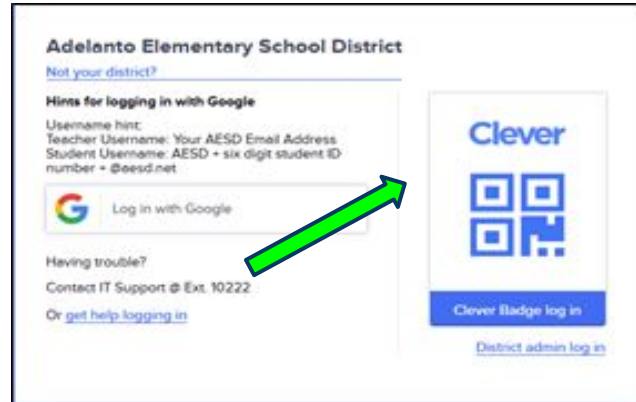 Adelanto Elementary School District
Not your district?
Hints for logging in with Google
Username hint:
Teacher Username: Your AESD Email Address
Student Username: AESD + six digit student ID
number + @aesd.net
Log in with Google
Having trouble?
Contact IT Support @ Ext. 10222
Or get help logging in
Clever
Clever Badge log in
District admin log in